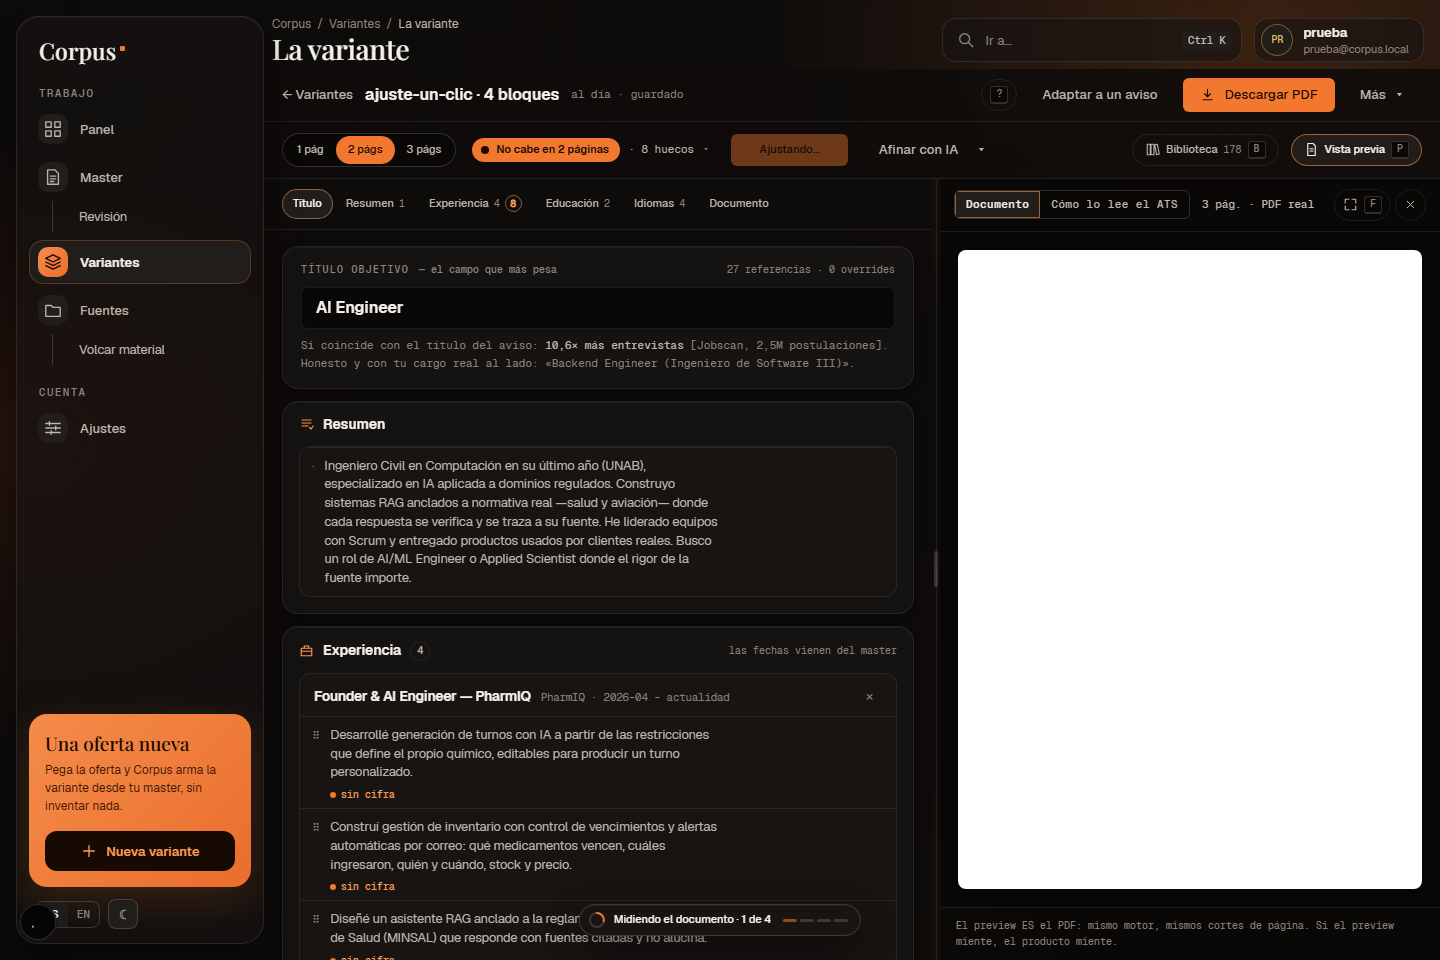 Corpus
TRABAJO
Panel
Master
Revisión
Variantes
Fuentes
Volcar material
CUENTA
Ajustes
Una oferta nueva
Pega la oferta y Corpus arma la
variante desde tu master, sin
inventar nada.
Nueva variante
EN
Corpus / Variantes / La variante
La variante
Ir a…
Ctrl K
PR
prueba
prueba@corpus.local
← Variantes
ajuste-un-clic · 4 bloques
al día · guardado
?
Adaptar a un aviso
Descargar PDF
Más
1 pág
2 págs
3 págs
No cabe en 2 páginas
· 8 huecos
Ajustando…
Afinar con IA
Biblioteca 178 B
Vista previa P
Título
Resumen 1
Experiencia 4 8
Educación 2
Idiomas 4
Documento
TÍTULO OBJETIVO — el campo que más pesa
27 referencias · 0 overrides
AI Engineer
Si coincide con el título del aviso: 10,6× más entrevistas [Jobscan, 2,5M postulaciones].
Honesto y con tu cargo real al lado: «Backend Engineer (Ingeniero de Software III)».
Resumen
· Ingeniero Civil en Computación en su último año (UNAB),
especializado en IA aplicada a dominios regulados. Construyo
sistemas RAG anclados a normativa real —salud y aviación— donde
cada respuesta se verifica y se traza a su fuente. He liderado equipos
con Scrum y entregado productos usados por clientes reales. Busco
un rol de AI/ML Engineer o Applied Scientist donde el rigor de la
fuente importe.
Experiencia 4
las fechas vienen del master
Founder & AI Engineer — PharmIQ
PharmIQ · 2026-04 – actualidad
×
Desarrollé generación de turnos con IA a partir de las restricciones
que define el propio químico, editables para producir un turno
personalizado.
sin cifra
Construí gestión de inventario con control de vencimientos y alertas
automáticas por correo: qué medicamentos vencen, cuáles
ingresaron, quién y cuándo, stock y precio.
sin cifra
Diseñé un asistente RAG anclado a la
de Salud (MINSAL) que responde con fuentes citadas y no alucina.
sin cifra
Midiendo el documento · 1 de 4
Documento
Cómo lo lee el ATS
3 pág. · PDF real
F
×
El preview ES el PDF: mismo motor, mismos cortes de página. Si el preview
miente, el producto miente.